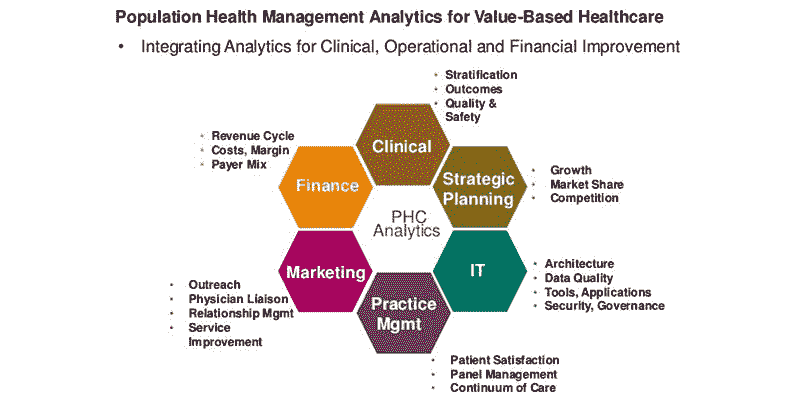 Population Health Management Analytics for Value-Based Healthcare
• Integrating Analytics for Clinical, Operational and Financial Improvement
• Stratification
• Outcomes
• Quality &
Safety
Clinical
• Revenue Cycle
• Costs, Margin
• Payer Mix
Finance
Strategic
Planning
• Growth
• Market Share
• Competition
PHC
Analytics
Marketing
IT
• Architecture
• Data Quality
• Tools, Applications
• Security, Governance
• Outreach
• Physician Liaison
• Relationship Mgmt
• Service
Improvement
Practice
Mgmt
• Patient Satisfaction
• Panel Management
• Continuum of Care